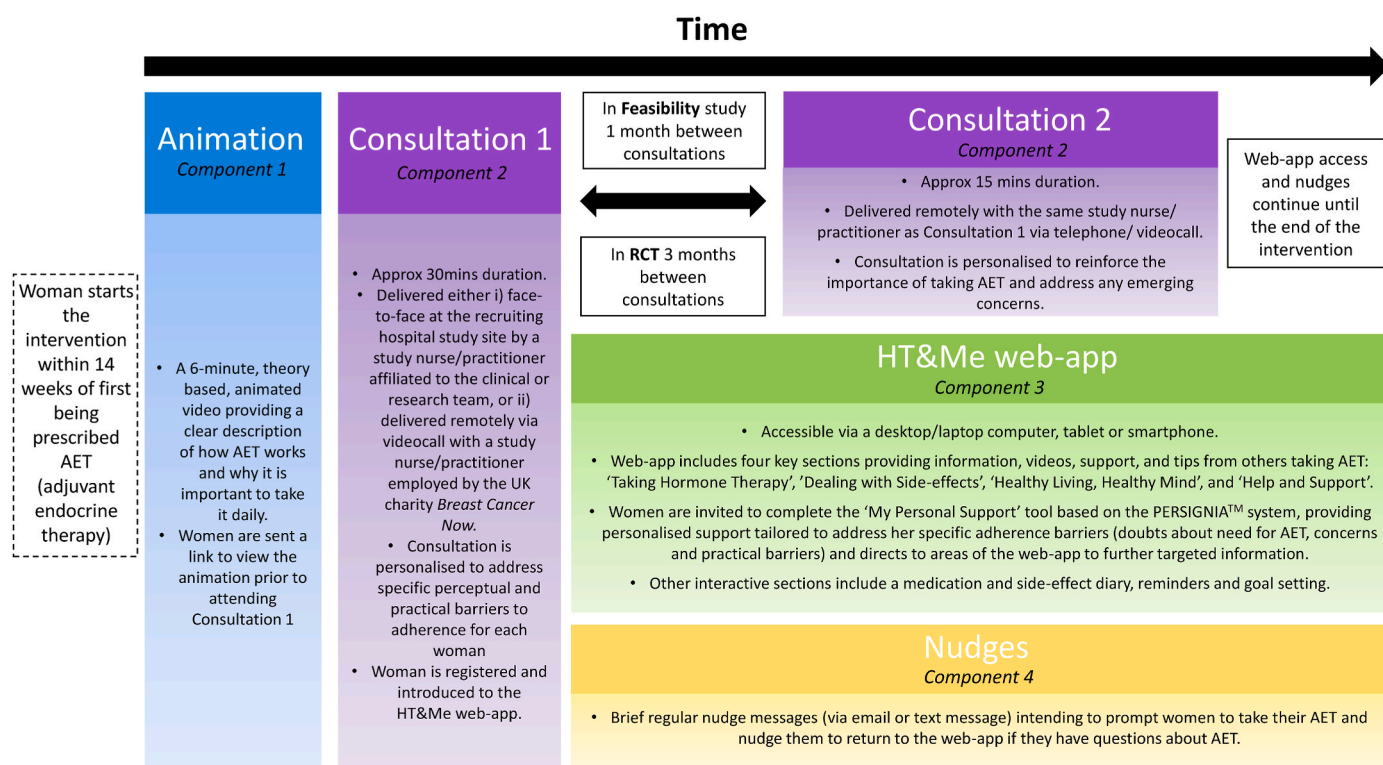 Time
Woman starts
the
intervention
within 14
weeks of first
being
prescribed
AET
(adjuvant
endocrine
therapy)
Animation
Component 1
• A 6-minute, theory
based, animated
video providing a
clear description
of how AET works
and why it is
important to take
it daily.
• Women are sent a
link to view the
animation prior to
attending
Consultation 1
Consultation 1
Component 2
• Approx 30mins duration.
• Delivered either i) face-
to-face at the recruiting
hospital study site by a
study nurse/practitioner
affiliated to the clinical or
research team, or ii)
delivered remotely via
videocall with a study
nurse/practitioner
employed by the UK
charity Breast Cancer
Now.
• Consultation is
personalised to address
specific perceptual and
practical barriers to
adherence for each
woman
• Woman is registered and
introduced to the
HT&Me web-app.
In Feasibility study
1 month between
consultations
In RCT 3 months
between
consultations
Consultation 2
Component 2
• Approx 15 mins duration.
• Delivered remotely with the same study nurse/
practitioner as Consultation 1 via telephone/ videocall.
• Consultation is personalised to reinforce the
importance of taking AET and address any emerging
concerns.
Web-app access
and nudges
continue until
the end of the
intervention
HT&Me web-app
Component 3
• Accessible via a desktop/laptop computer, tablet or smartphone.
• Web-app includes four key sections providing information, videos, support, and tips from others taking AET:
‘Taking Hormone Therapy’, ’Dealing with Side-effects’, ‘Healthy Living, Healthy Mind’, and ‘Help and Support’.
• Women are invited to complete the ‘My Personal Support’ tool based on the PERSIGNIA™ system, providing
personalised support tailored to address her specific adherence barriers (doubts about need for AET, concerns
and practical barriers) and directs to areas of the web-app to further targeted information.
• Other interactive sections include a medication and side-effect diary, reminders and goal setting.
Nudges
Component 4
• Brief regular nudge messages (via email or text message) intending to prompt women to take their AET and
nudge them to return to the web-app if they have questions about AET.